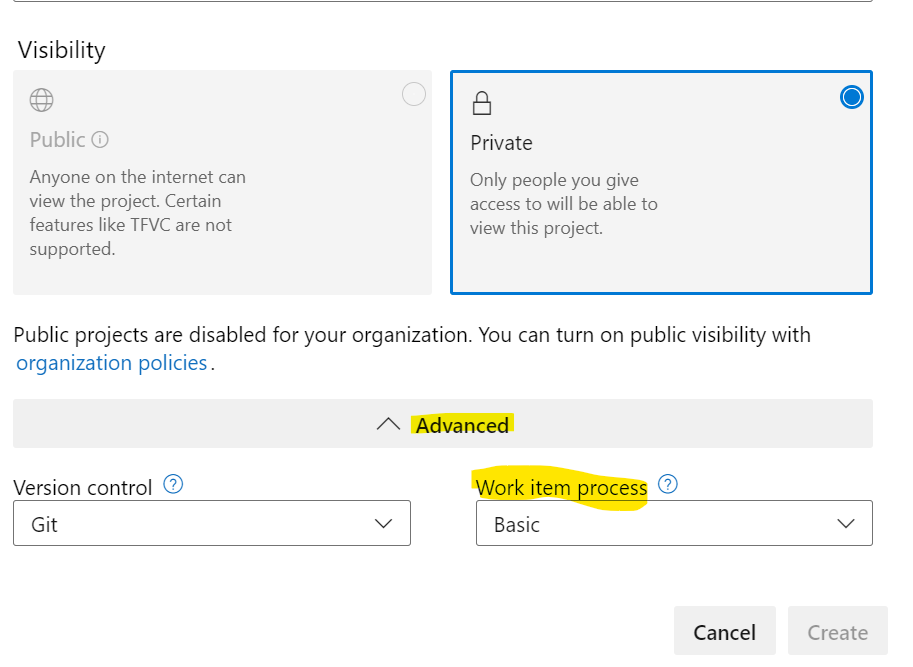 Visibility
Public
Anyone on the internet can
view the project. Certain
features like TFVC are not
supported.
Private
Only people you give
access to will be able to
view this project.
Public projects are disabled for your organization. You can turn on public visibility with
organization policies.
Advanced
Version control ?
Work item process ?
Git
Basic
Cancel
Create